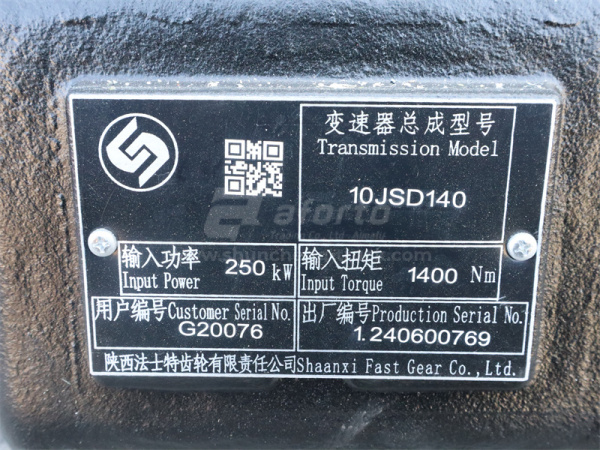 变速器总成型号
Transmission Model
10JSD140
aforto
输入功率 Input Power 250 kW
输入扭矩 Input Torque 1400 Nm
用户编号Customer Serial No.
G20076
出厂编号Production Serial No.
1.240600769
陕西法士特齿轮有限责任公司Shaanxi Fast Gear Co.,Ltd.